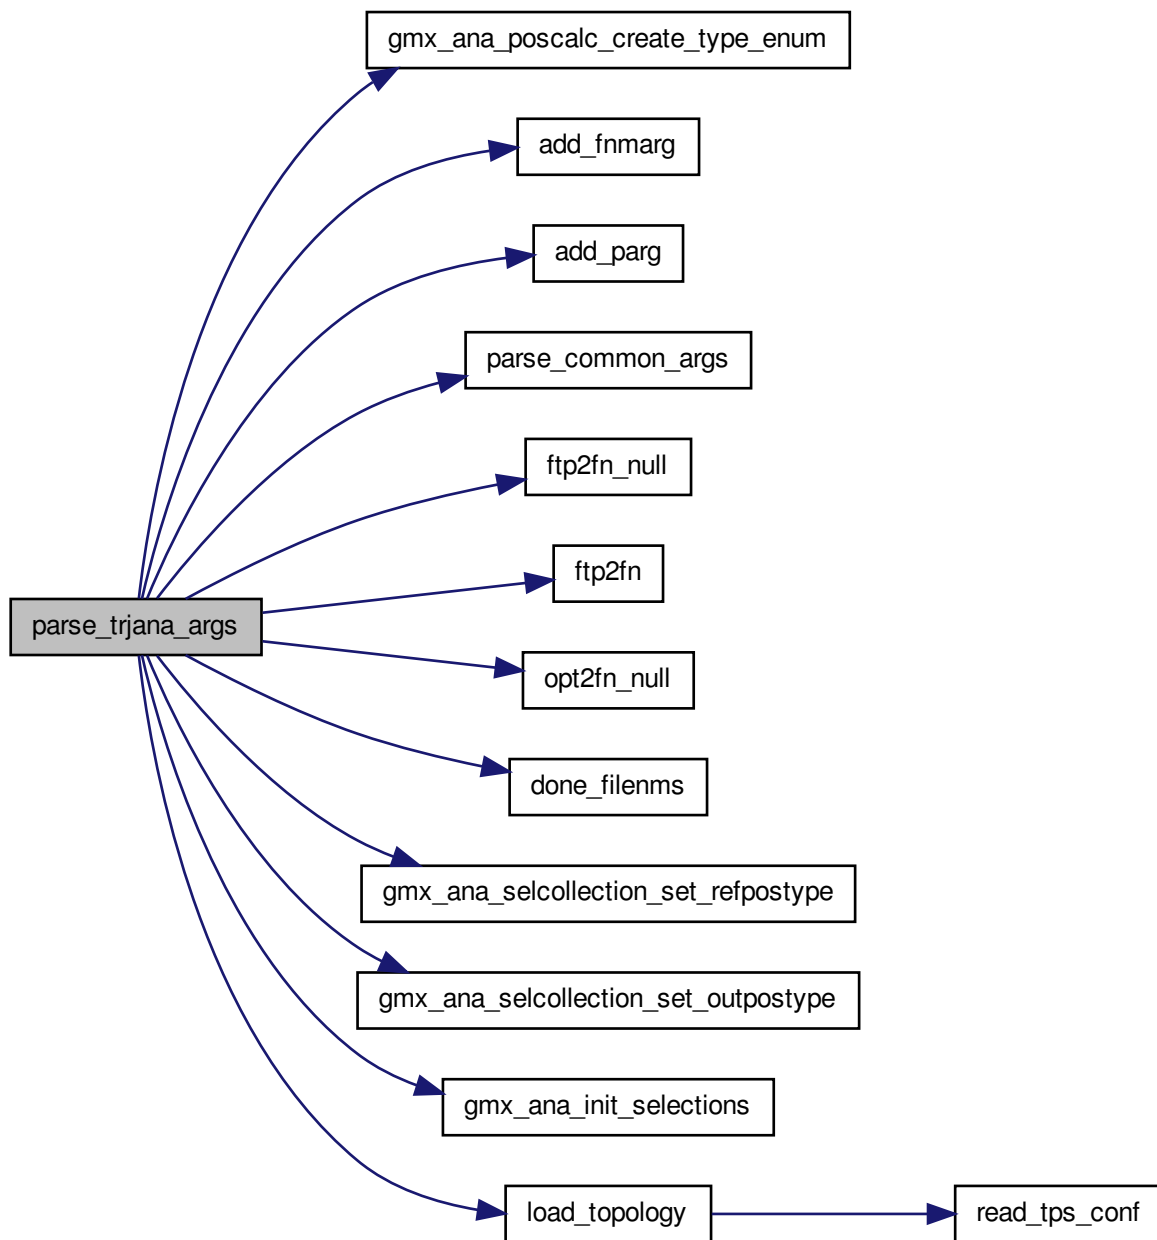 gmx_ana_poscalc_create_type_enum
add_fnmarg
add_parg
parse_common_args
ftp2fn_null
ftp2fn
parse_trjana_args
opt2fn_null
done_filenms
gmx_ana_selcollection_set_refpostype
gmx_ana_selcollection_set_outpostype
gmx_ana_init_selections
load_topology
read_tps_conf